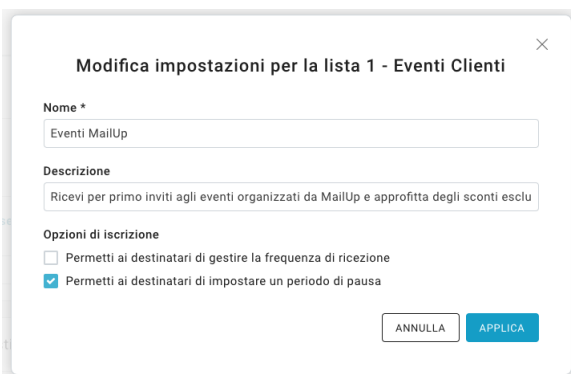 Modifica impostazioni per la lista 1 - Eventi Clienti
Nome *
Eventi MailUp
Descrizione
Ricevi per primo inviti agli eventi organizzati da MailUp e approfitta degli sconti esclu
Opzioni di iscrizione
Permetti ai destinatari di gestire la frequenza di ricezione
Permetti ai destinatari di impostare un periodo di pausa
ANNULLA APPLICA